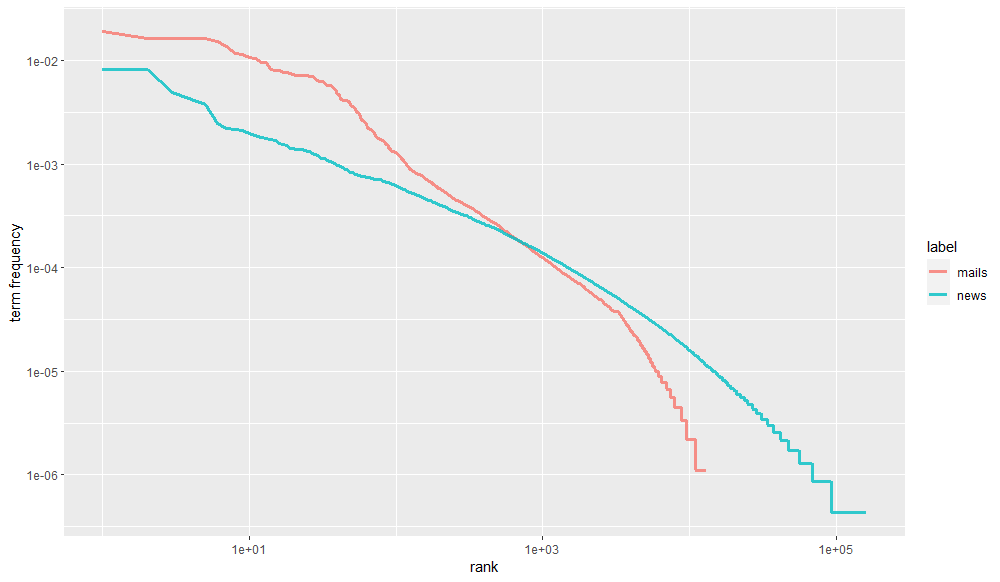 1e-02
1e-03
1e-04
1e-05
1e-06
term frequency
1e+01
1e+03
1e+05
rank
label
mails
news